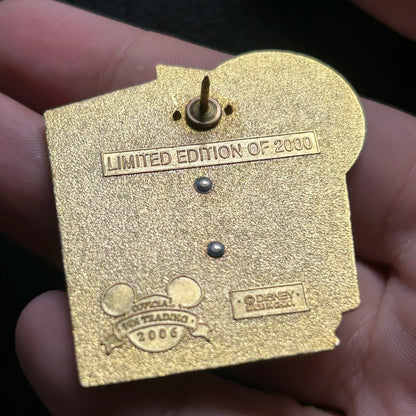 LIMITED EDITION OF 2000
OFFICIAL
PIN TRADING
2006
© DISNEY